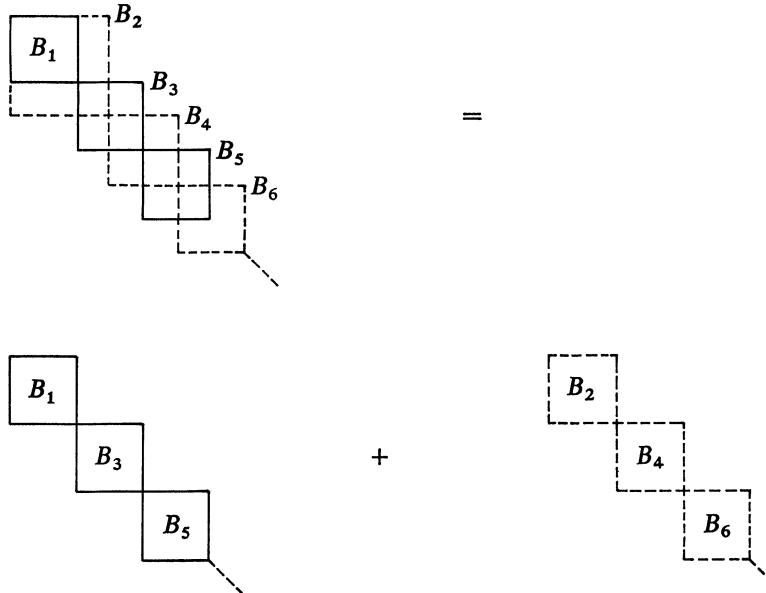 B₂
B₁
B₃
B₄ =
B₅
B₆
B₁ B₂
B₃ + B₄
B₅ B₆